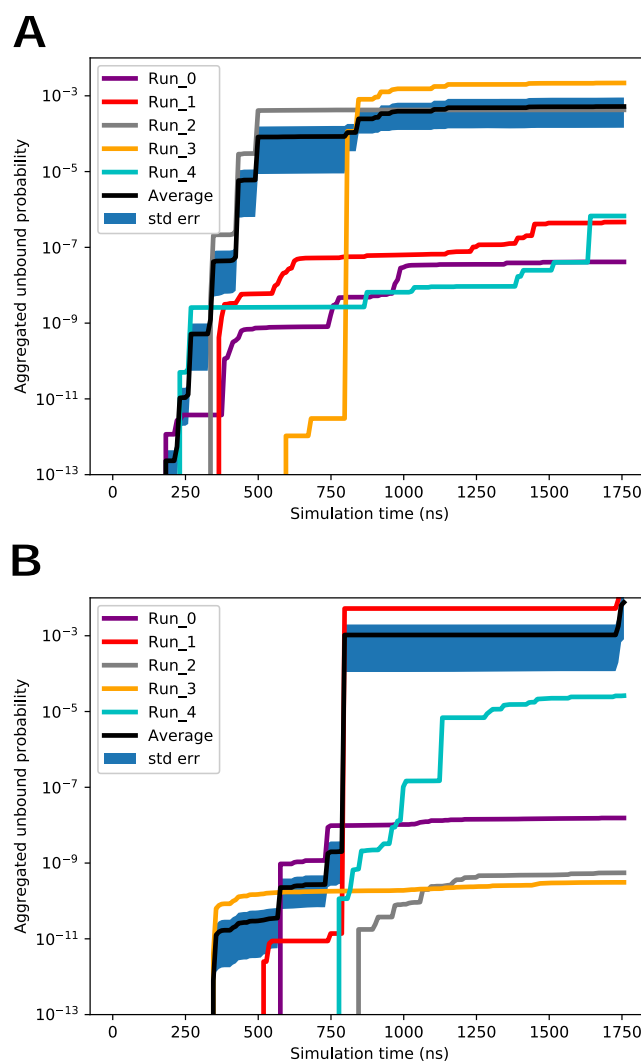 A
Aggregated unbound probability
10⁻³
10⁻⁵
10⁻⁷
10⁻⁹
10⁻¹¹
10⁻¹³
Run_0
Run_1
Run_2
Run_3
Run_4
Average
std err
0 250 500 750 1000 1250 1500 1750
Simulation time (ns)
B
Aggregated unbound probability
10⁻³
10⁻⁵
10⁻⁷
10⁻⁹
10⁻¹¹
10⁻¹³
Run_0
Run_1
Run_2
Run_3
Run_4
Average
std err
0 250 500 750 1000 1250 1500 1750
Simulation time (ns)